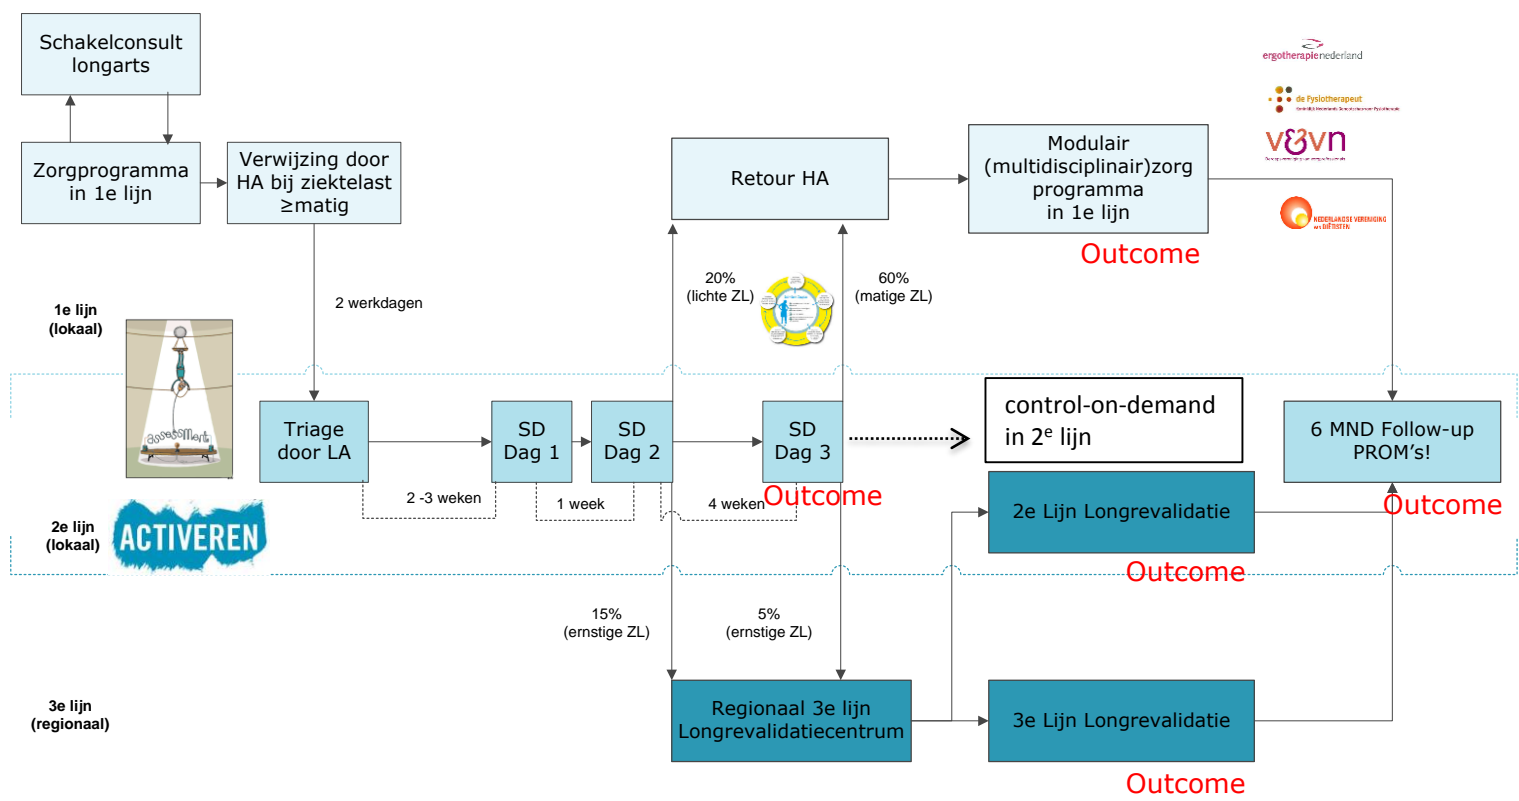 Schakelconsult
longarts
Zorgprogramma
in 1e lijn
Verwijzing door
HA bij ziektelast
≥matig
2 werkdagen
Retour HA
Modulair
(multidisciplinair)zorg
programma
in 1e lijn
Outcome
ergotherapienederland
de Fysiotherapeut
v&vn
NEDERLANDSE VERENIGING
van DIËTISTEN
20%
(lichte ZL)
60%
(matige ZL)
1e lijn
(lokaal)
assessment
Triage
door LA
SD
Dag 1
SD
Dag 2
SD
Dag 3
Outcome
control-on-demand
in 2e lijn
6 MND Follow-up
PROM's!
Outcome
2 -3 weken
1 week
4 weken
2e lijn
(lokaal)
ACTIVEREN
2e Lijn Longrevalidatie
Outcome
15%
(ernstige ZL)
5%
(ernstige ZL)
3e lijn
(regionaal)
Regionaal 3e lijn
Longrevalidatiecentrum
3e Lijn Longrevalidatie
Outcome